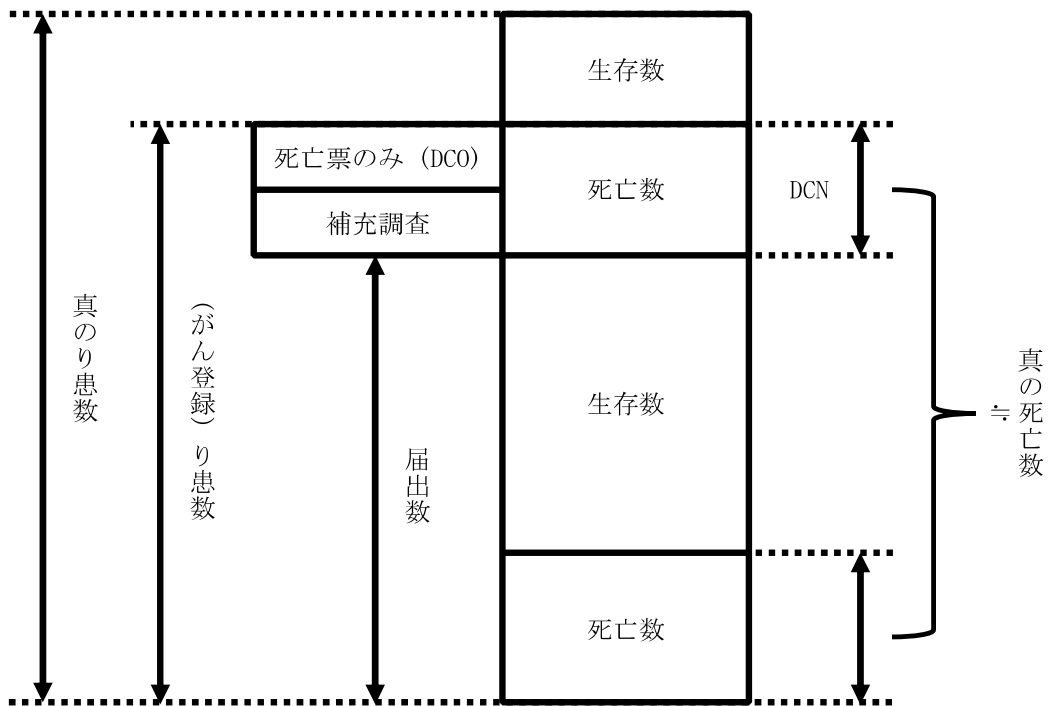 生存数
死亡票のみ (DCO)
死亡数
DCN
補充調査
真のり患数
(がん登録)り患数
届出数
生存数
≒
真の死亡数
死亡数